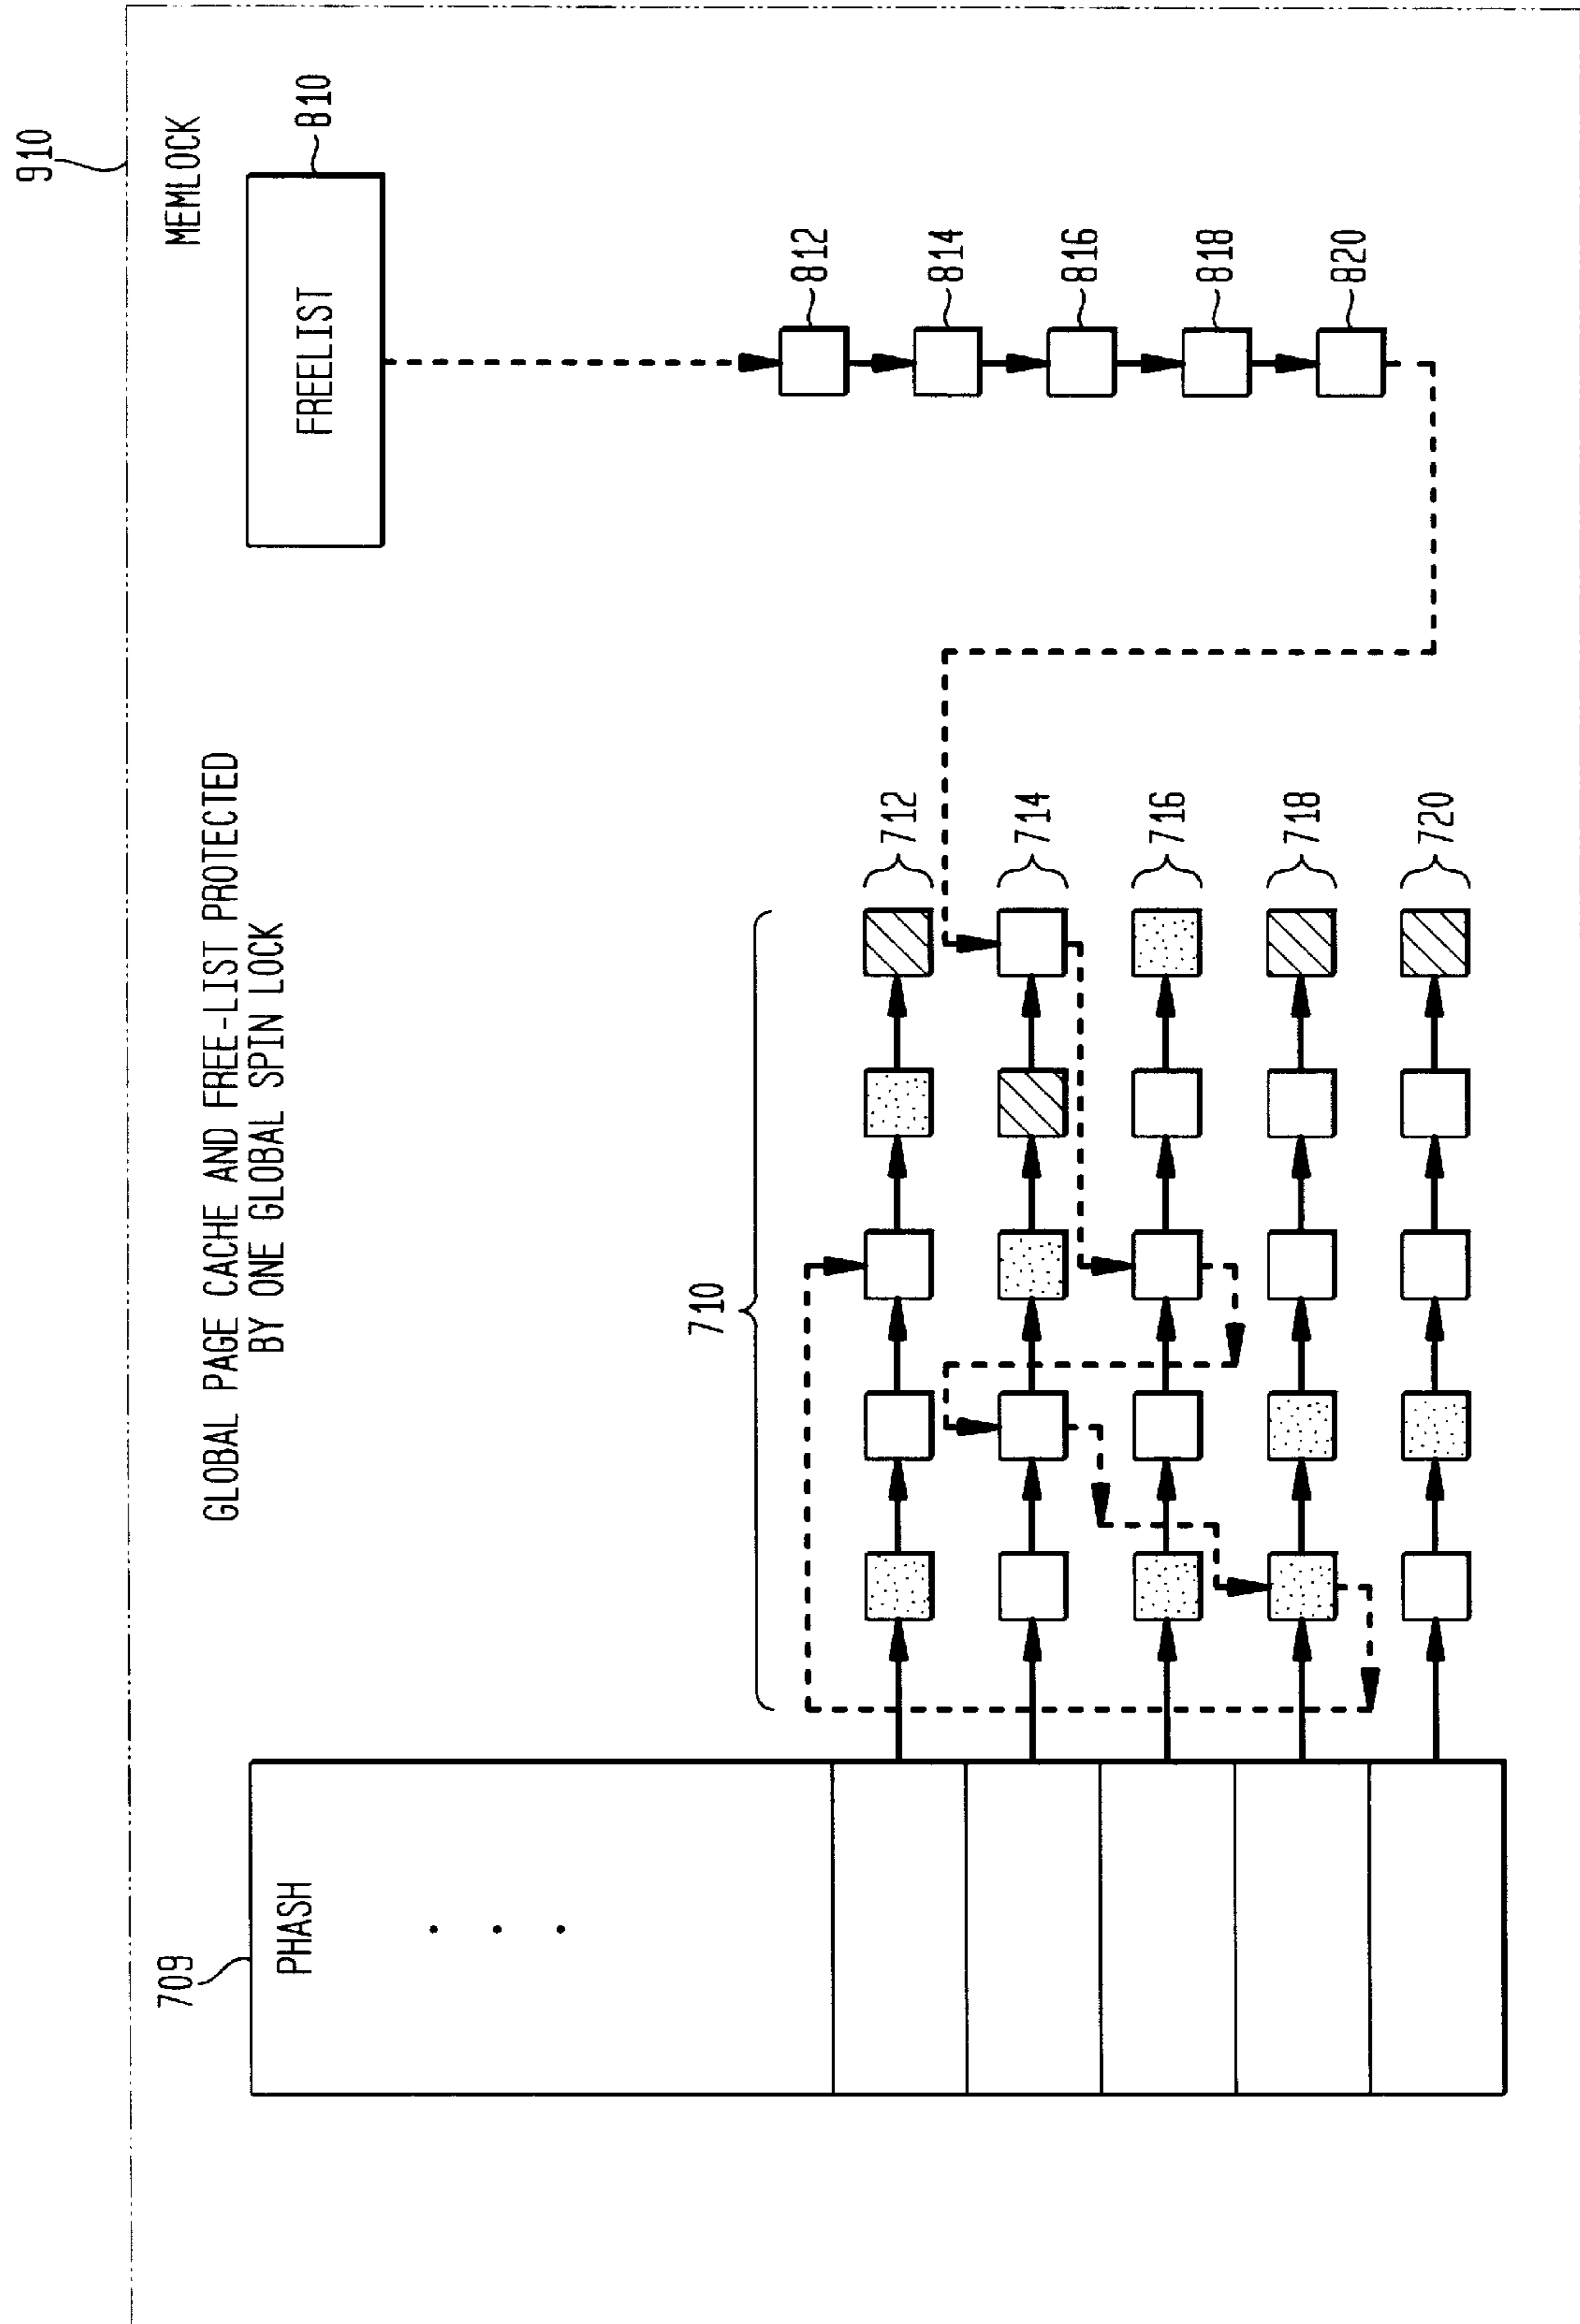 910
MEMLOCK
GLOBAL PAGE CACHE AND FREE-LIST PROTECTED
BY ONE GLOBAL SPIN LOCK
709
PHASH
. . .
FREELIST
810
710
712
714
716
718
720
812
814
816
818
820